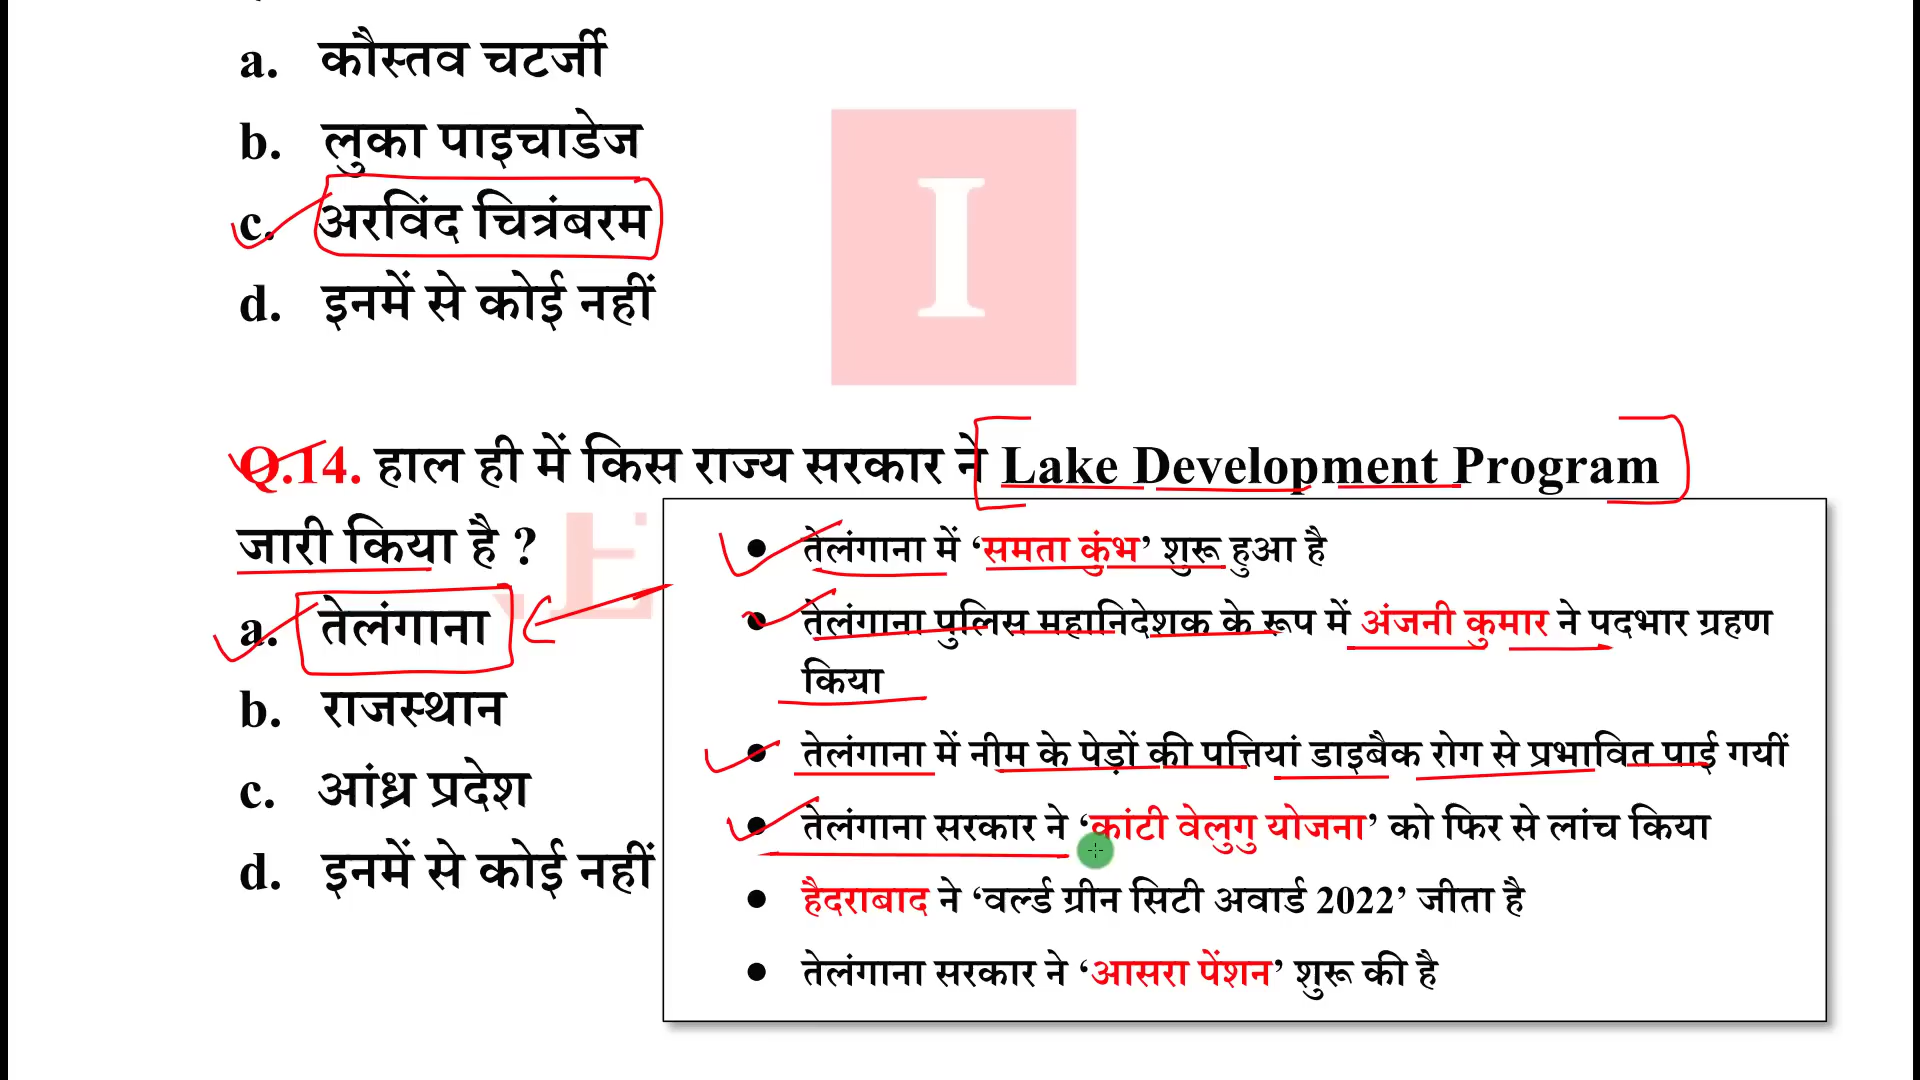 a. कौस्तव चटर्जी
b. लुका पाइचाडेज
c. अरविंद चित्रंबरम
d. इनमें से कोई नहीं
I
Q.14. हाल ही में किस राज्य सरकार ने Lake Development Program
जारी किया है ?
a. तेलंगाना
b. राजस्थान
c. आंध्र प्रदेश
d. इनमें से कोई नहीं
● तेलंगाना में ‘समता कुंभ’ शुरू हुआ है
● तेलंगाना पुलिस महानिदेशक के रूप में अंजनी कुमार ने पदभार ग्रहण
किया
● तेलंगाना में नीम के पेड़ों की पत्तियां डाइबैक रोग से प्रभावित पाई गयीं
● तेलंगाना सरकार ने ‘कांटी वेलुगु योजना’ को फिर से लांच किया
● हैदराबाद ने ‘वर्ल्ड ग्रीन सिटी अवार्ड 2022’ जीता है
● तेलंगाना सरकार ने ‘आसरा पेंशन’ शुरू की है